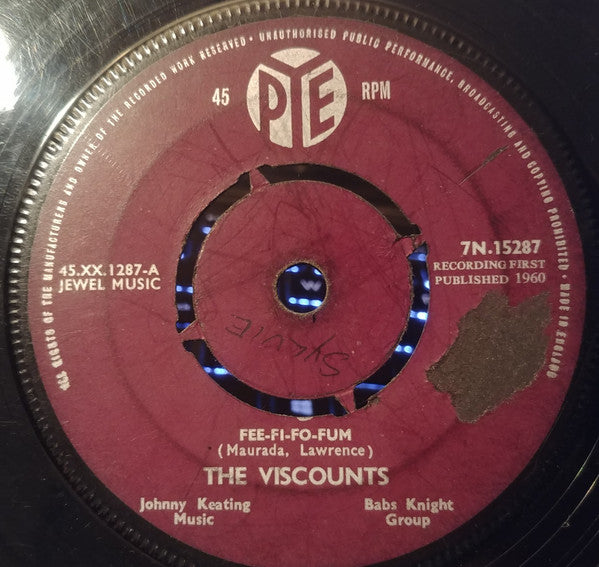 ALL RIGHTS OF THE MANUFACTURERS AND OWNER OF THE RECORDED WORK RESERVED • UNAUTHORISED PUBLIC PERFORMANCE, BROADCASTING AND COPYING PROHIBITED • MADE IN ENGLAND
45 PYE RPM
45.XX.1287-A
JEWEL MUSIC
7N.15287
RECORDING FIRST
PUBLISHED 1960
SYLVIE
FEE-FI-FO-FUM
(Maurada, Lawrence)
THE VISCOUNTS
Johnny Keating
Music
Babs Knight
Group